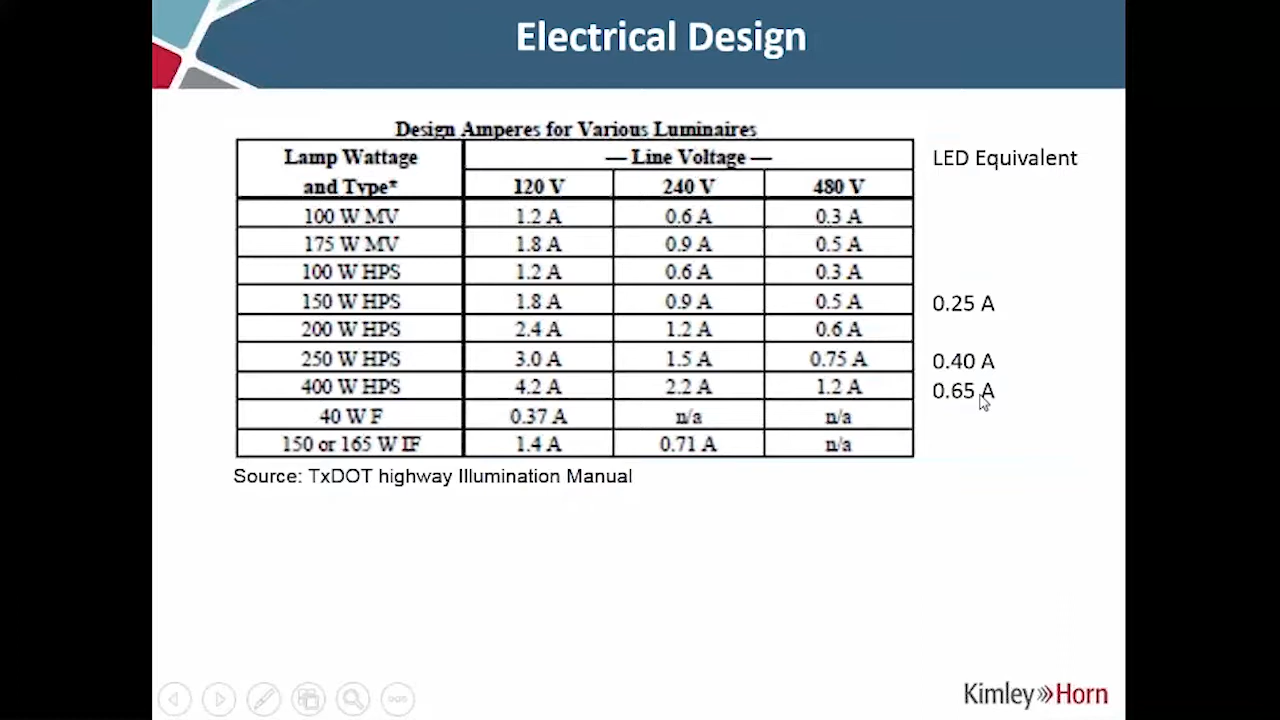 Electrical Design
Design Amperes for Various Luminaires
Lamp Wattage and Type* — Line Voltage — LED Equivalent
120 V 240 V 480 V
100 W MV 1.2 A 0.6 A 0.3 A
175 W MV 1.8 A 0.9 A 0.5 A
100 W HPS 1.2 A 0.6 A 0.3 A
150 W HPS 1.8 A 0.9 A 0.5 A 0.25 A
200 W HPS 2.4 A 1.2 A 0.6 A
250 W HPS 3.0 A 1.5 A 0.75 A 0.40 A
400 W HPS 4.2 A 2.2 A 1.2 A 0.65 A
40 W F 0.37 A n/a n/a
150 or 165 W IF 1.4 A 0.71 A n/a
Source: TxDOT highway Illumination Manual
Kimley»Horn